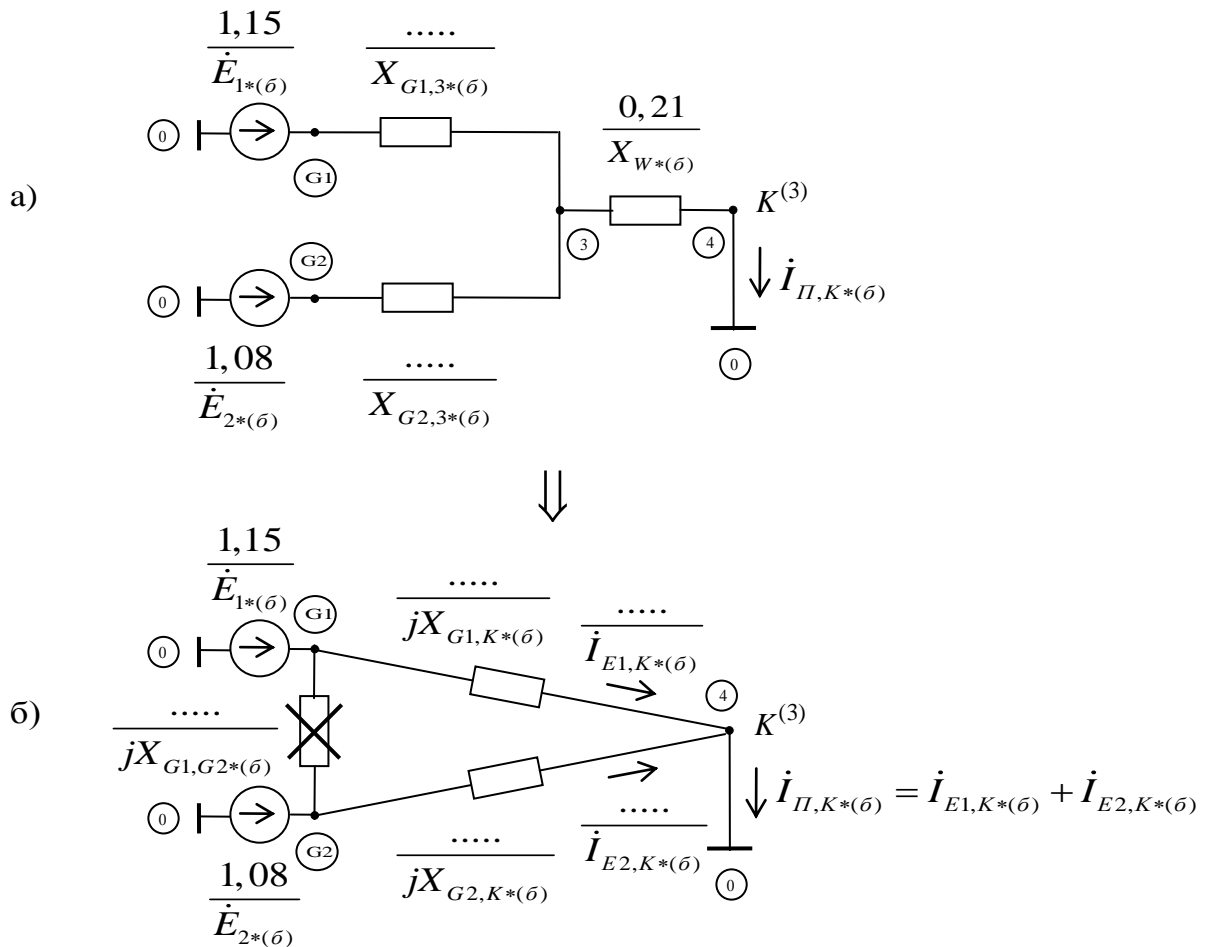 1,15
Ė1*(б)
.....
XG1,3*(б)
0
G1
0,21
XW*(б)
а)
K(3)
G2
3
4
0
İП,K*(б)
1,08
Ė2*(б)
.....
XG2,3*(б)
0
⇓
1,15
Ė1*(б)
G1
.....
jXG1,K*(б)
.....
İE1,K*(б)
0
4
б)
.....
jXG1,G2*(б)
K(3)
0
İП,K*(б) = İE1,K*(б) + İE2,K*(б)
G2
.....
İE2,K*(б)
.....
jXG2,K*(б)
0
1,08
Ė2*(б)